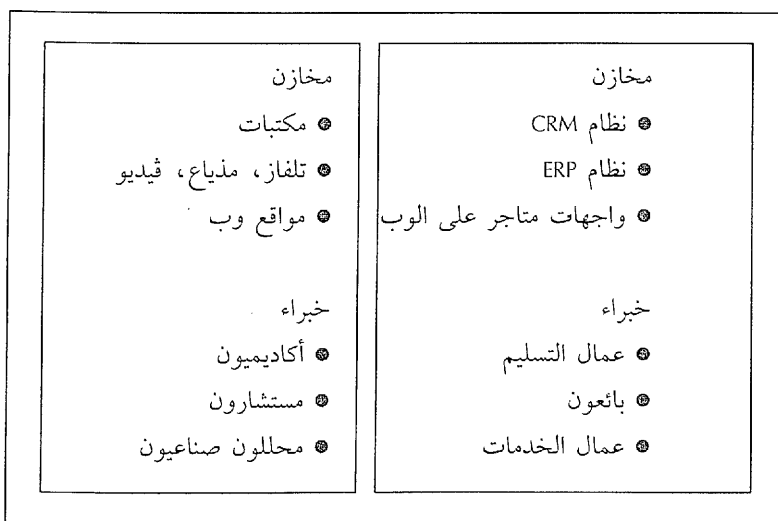 مخازن
● نظام CRM
● نظام ERP
● واجهات متاجر على الوب
خبراء
● عمال التسليم
● بائعون
● عمال الخدمات
مخازن
● مكتبات
● تلفاز، مذياع، ڤيديو
● مواقع وب
خبراء
● أكاديميون
● مستشارون
● محللون صناعيون